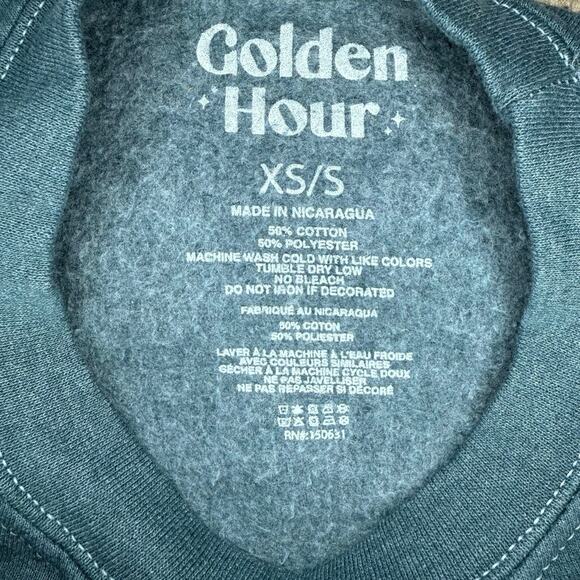 Golden
Hour
XS/S
MADE IN NICARAGUA
50% COTTON
50% POLYESTER
MACHINE WASH COLD WITH LIKE COLORS
TUMBLE DRY LOW
NO BLEACH
DO NOT IRON IF DECORATED
FABRIQUÉ AU NICARAGUA
50% COTON
50% POLYESTER
LAVER À LA MACHINE À L'EAU FROIDE
AVEC COULEURS SIMILAIRES
SÉCHER À LA MACHINE CYCLE DOUX
NE PAS JAVELLISER
NE PAS REPASSER SI DÉCORÉ
RN#:150631